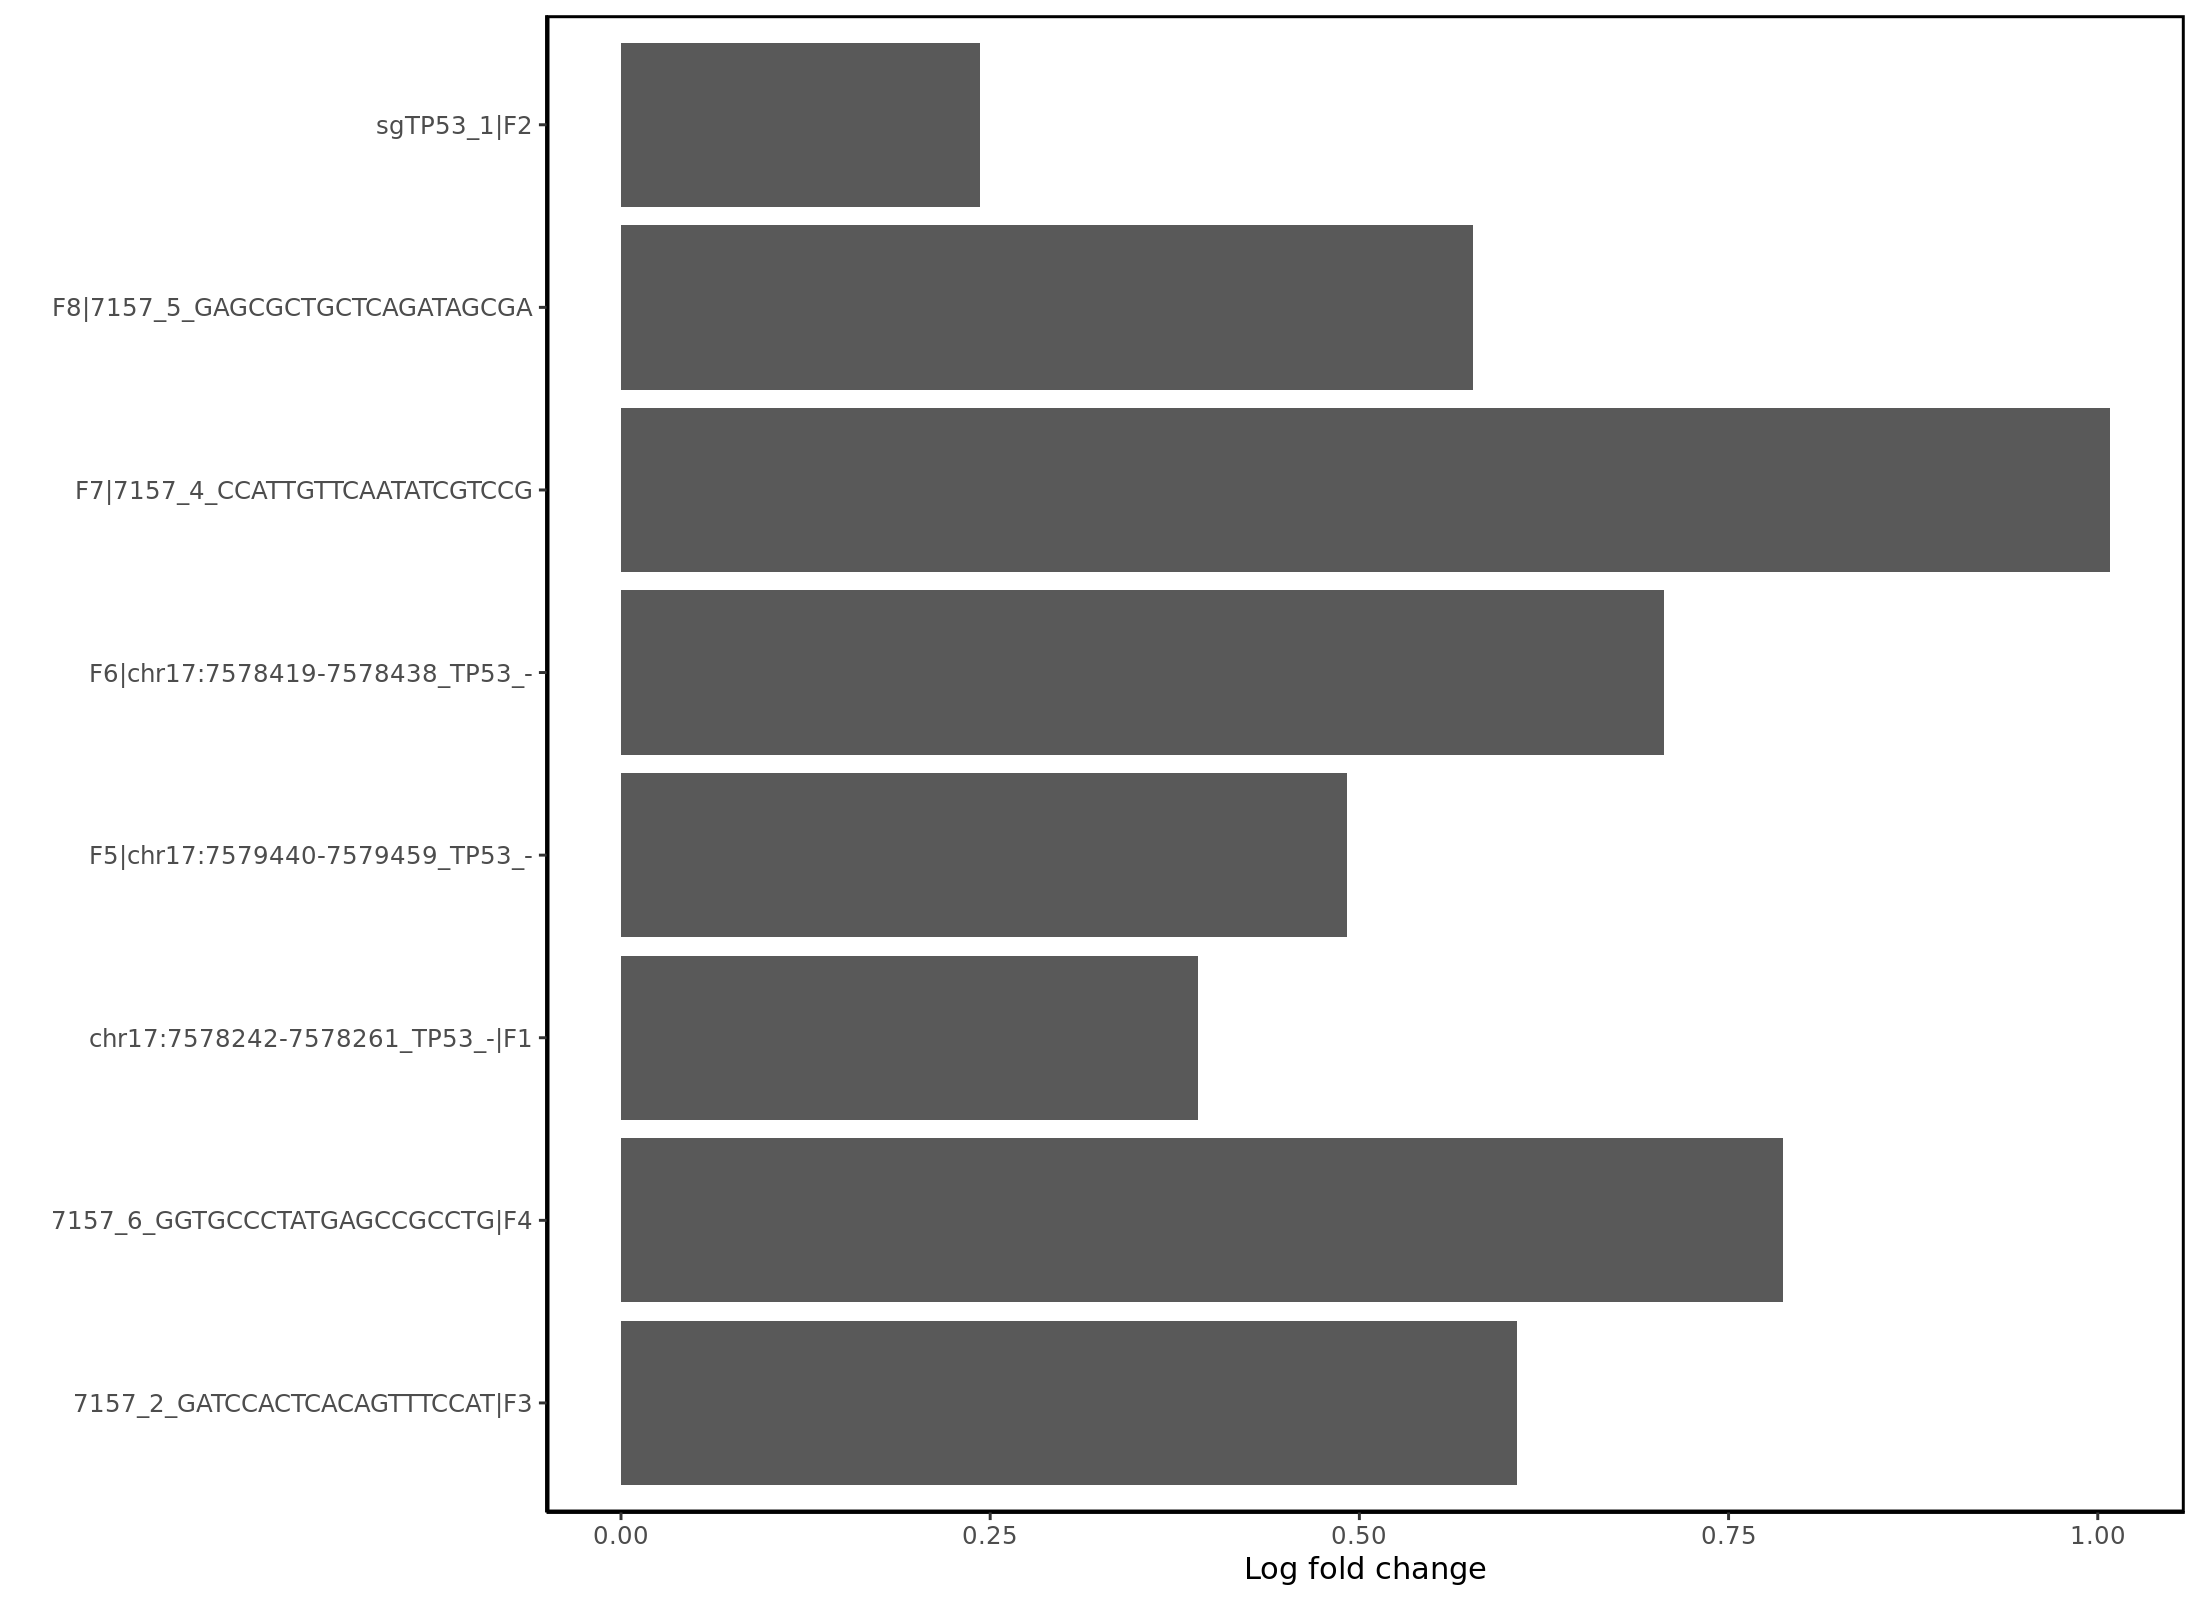 sgTP53_1|F2
F8|7157_5_GAGCGCTGCTCAGATAGCGA
F7|7157_4_CCATTGTTCAATATCGTCCG
F6|chr17:7578419-7578438_TP53_-
F5|chr17:7579440-7579459_TP53_-
chr17:7578242-7578261_TP53_-|F1
7157_6_GGTGCCCTATGAGCCGCCTG|F4
7157_2_GATCCACTCACAGTTTCCAT|F3
0.00 0.25 0.50 0.75 1.00
Log fold change